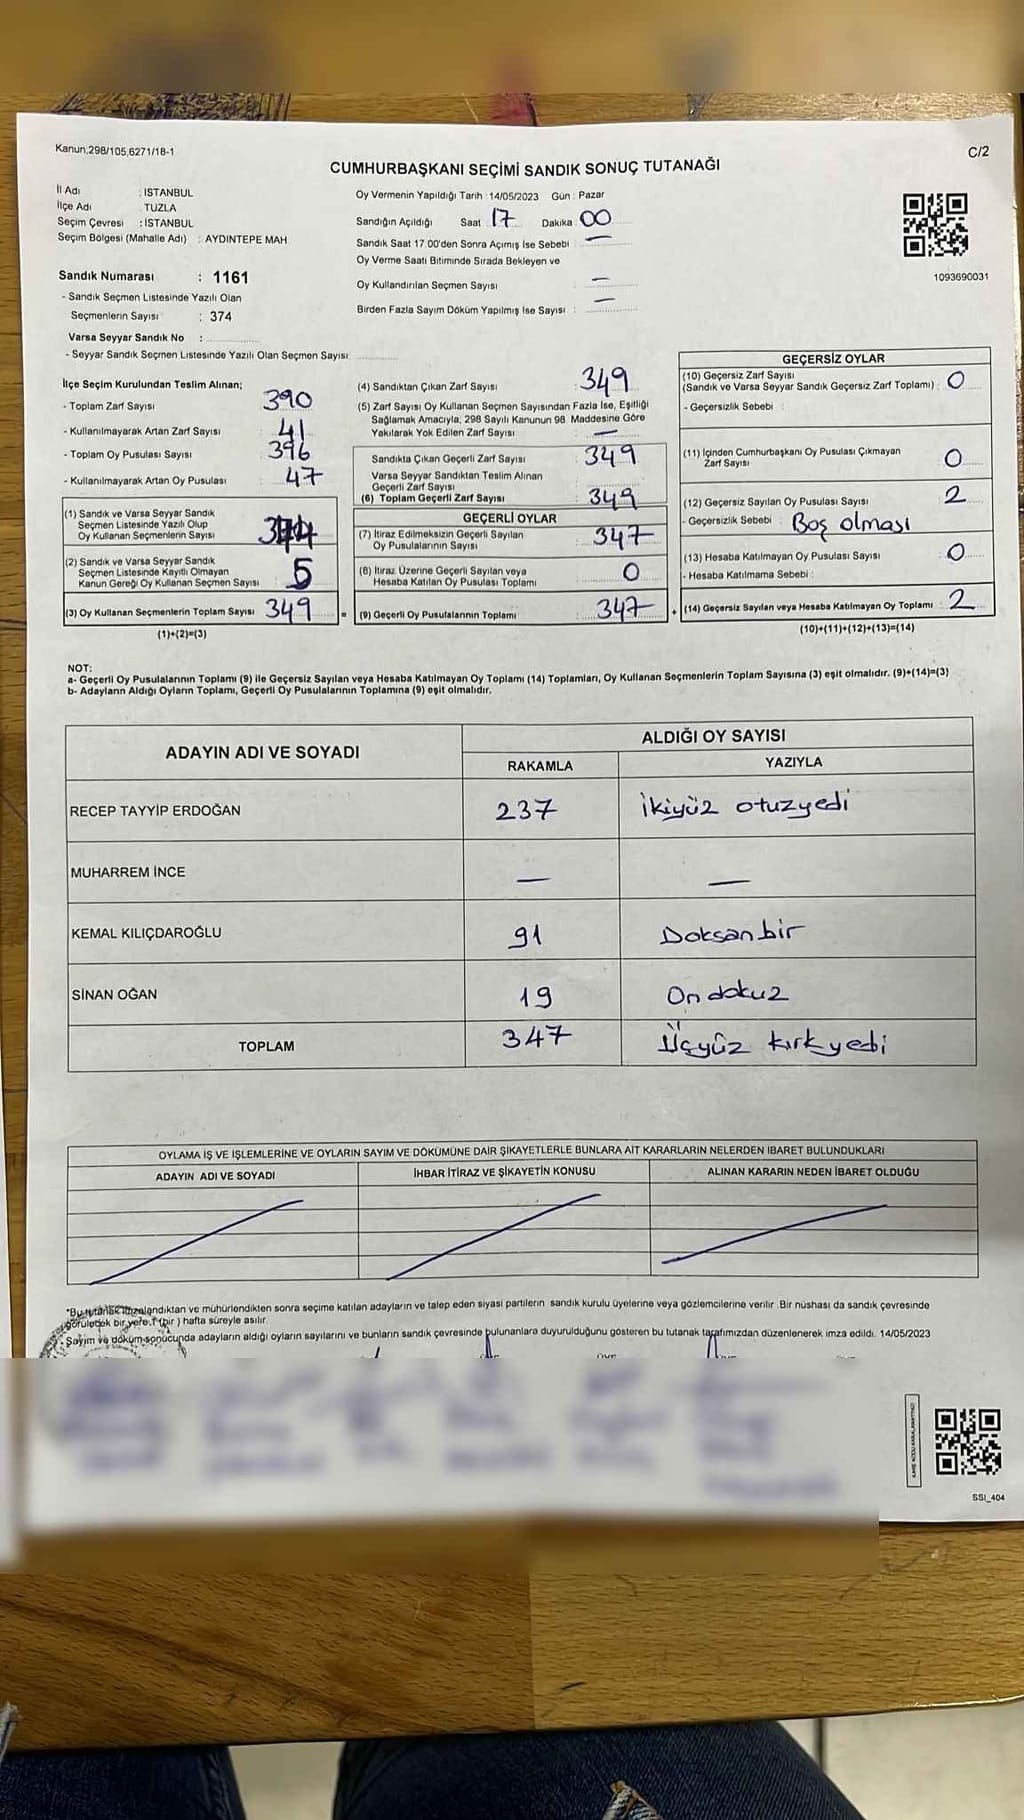 Kanun,298/105,6271/18-1
C/2
CUMHURBAŞKANI SEÇİMİ SANDIK SONUÇ TUTANAĞI
İl Adı : İSTANBUL
İlçe Adı : TUZLA
Seçim Çevresi : İSTANBUL
Seçim Bölgesi (Mahalle Adı) : AYDINTEPE MAH
Sandık Numarası : 1161
- Sandık Seçmen Listesinde Yazılı Olan
Seçmenlerin Sayısı : 374
Varsa Seyyar Sandık No :
- Seyyar Sandık Seçmen Listesinde Yazılı Olan Seçmen Sayısı
Oy Vermenin Yapıldığı Tarih : 14/05/2023 Gün : Pazar
Sandığın Açıldığı Saat 17 Dakika 00
Sandık Saat 17.00'den Sonra Açımış İse Sebebi : —
Oy Verme Saati Bitiminde Sırada Bekleyen ve
Oy Kullandırılan Seçmen Sayısı : —
Birden Fazla Sayım Döküm Yapılmış İse Sayısı : —
1093690031
İlçe Seçim Kurulundan Teslim Alınan;
- Toplam Zarf Sayısı 390
- Kullanılmayarak Artan Zarf Sayısı 41
- Toplam Oy Pusulası Sayısı 396
- Kullanılmayarak Artan Oy Pusulası 47
(1) Sandık ve Varsa Seyyar Sandık
Seçmen Listesinde Yazılı Olup
Oy Kullanan Seçmenlerin Sayısı
(2) Sandık ve Varsa Seyyar Sandık
Seçmen Listesinde Kayıtlı Olmayan
Kanun Gereği Oy Kullanan Seçmen Sayısı 5
(3) Oy Kullanan Seçmenlerin Toplam Sayısı 349 =
(1)+(2)=(3)
(4) Sandıktan Çıkan Zarf Sayısı : 349
(5) Zarf Sayısı Oy Kullanan Seçmen Sayısından Fazla İse, Eşitliği
Sağlamak Amacıyla, 298 Sayılı Kanunun 98. Maddesine Göre
Yakılarak Yok Edilen Zarf Sayısı : —
Sandıkta Çıkan Geçerli Zarf Sayısı : 349
Varsa Seyyar Sandıktan Teslim Alınan
Geçerli Zarf Sayısı :
(6) Toplam Geçerli Zarf Sayısı : 349
GEÇERLİ OYLAR
(7) İtiraz Edilmeksizin Geçerli Sayılan
Oy Pusulalarının Sayısı : 347
(8) İtiraz Üzerine Geçerli Sayılan veya
Hesaba Katılan Oy Pusulası Toplamı : 0
(9) Geçerli Oy Pusulalarının Toplamı : 347 +
GEÇERSİZ OYLAR
(10) Geçersiz Zarf Sayısı
(Sandık ve Varsa Seyyar Sandık Geçersiz Zarf Toplamı) : 0
- Geçersizlik Sebebi :
(11) İçinden Cumhurbaşkanı Oy Pusulası Çıkmayan
Zarf Sayısı : 0
(12) Geçersiz Sayılan Oy Pusulası Sayısı : 2
- Geçersizlik Sebebi : Boş olması
(13) Hesaba Katılmayan Oy Pusulası Sayısı : 0
- Hesaba Katılmama Sebebi :
(14) Geçersiz Sayılan veya Hesaba Katılmayan Oy Toplamı : 2
(10)+(11)+(12)+(13)=(14)
NOT:
a- Geçerli Oy Pusulalarının Toplamı (9) ile Geçersiz Sayılan veya Hesaba Katılmayan Oy Toplamı (14) Toplamları, Oy Kullanan Seçmenlerin Toplam Sayısına (3) eşit olmalıdır. (9)+(14)=(3)
b- Adayların Aldığı Oyların Toplamı, Geçerli Oy Pusulalarının Toplamına (9) eşit olmalıdır.
ADAYIN ADI VE SOYADI
ALDIĞI OY SAYISI
RAKAMLA YAZIYLA
RECEP TAYYİP ERDOĞAN 237 İkiyüz otuzyedi
MUHARREM İNCE — —
KEMAL KILIÇDAROĞLU 91 Doksanbir
SİNAN OĞAN 19 On dokuz
TOPLAM 347 Üçyüz kırkyedi
OYLAMA İŞ VE İŞLEMLERİNE VE OYLARIN SAYIM VE DÖKÜMÜNE DAİR ŞİKAYETLERLE BUNLARA AİT KARARLARIN NELERDEN İBARET BULUNDUKLARI
ADAYIN ADI VE SOYADI İHBAR İTİRAZ VE ŞİKAYETİN KONUSU ALINAN KARARIN NEDEN İBARET OLDUĞU
*Bu tutanak imzalandıktan ve mühürlendikten sonra seçime katılan adayların ve talep eden siyasi partilerin sandık kurulu üyelerine veya gözlemcilerine verilir. Bir nüshası da sandık çevresinde
görülecek bir yere 1 (bir) hafta süreyle asılır.
Sayım ve döküm sonucunda adayların aldığı oyların sayılarını ve bunların sandık çevresinde bulunanlara duyurulduğunu gösteren bu tutanak tarafımızdan düzenlenerek imza edildi. 14/05/2023
SSI_404